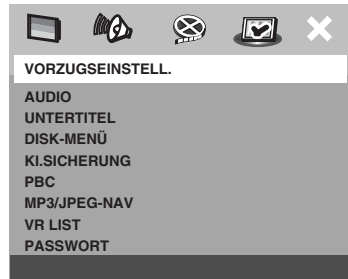 VORZUGSEINSTELL.
AUDIO
UNTERTITEL
DISK-MENÜ
KI.SICHERUNG
PBC
MP3/JPEG-NAV
VR LIST
PASSWORT